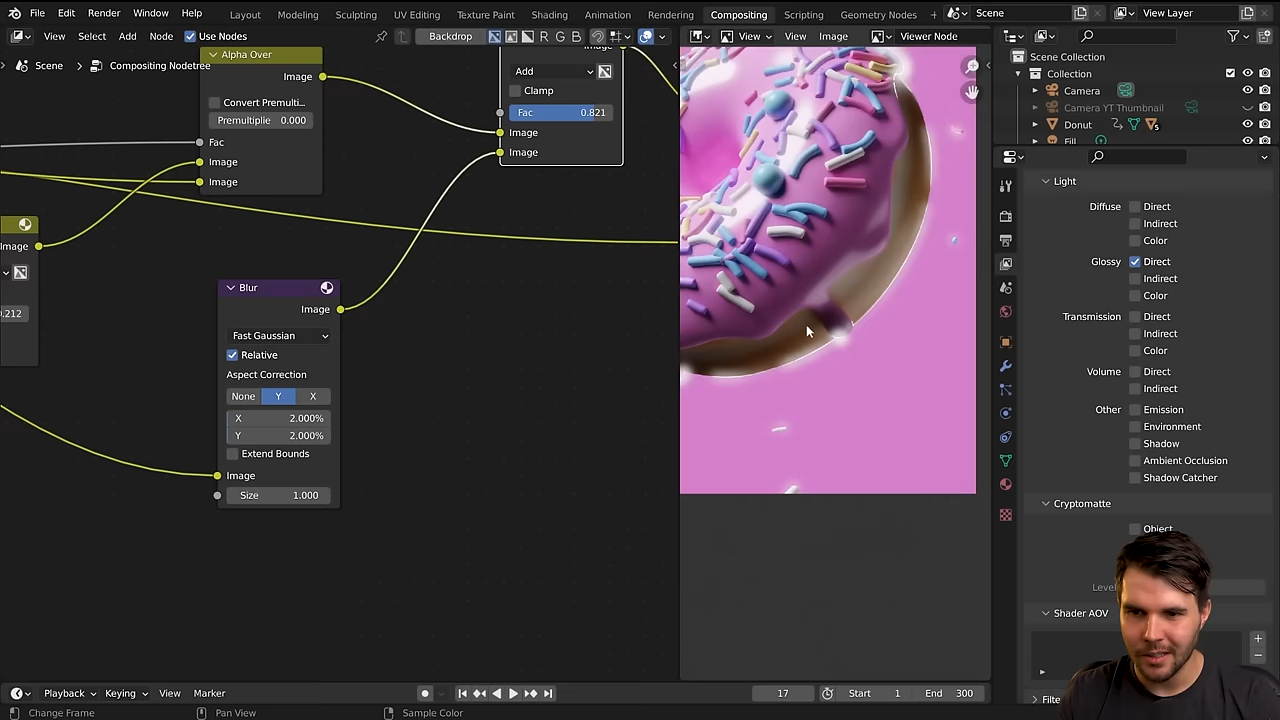 File Edit Render Window Help Layout Modeling Sculpting UV Editing Texture Paint Shading Animation Rendering Compositing Scripting Geometry Nodes + Scene View Layer
View Select Add Node Use Nodes Backdrop R G B View View Image Viewer Node
Scene > Compositing Nodetree
Scene Collection
Collection
Camera
Camera YT Thumbnail
Donut 5
Fill
Alpha Over
Image
Convert Premulti...
Premultiplie 0.000
Fac
Image
Image
Image
Add
Clamp
Fac 0.821
Image
Image
Image
.212
Blur
Image
Fast Gaussian
Relative
Aspect Correction
None Y X
X 2.000%
Y 2.000%
Extend Bounds
Image
Size 1.000
Light
Diffuse Direct
Indirect
Color
Glossy Direct
Indirect
Color
Transmission Direct
Indirect
Color
Volume Direct
Indirect
Other Emission
Environment
Shadow
Ambient Occlusion
Shadow Catcher
Cryptomatte
Object
Level
Shader AOV
+
−
Filte
Playback Keying View Marker 17 Start 1 End 300
Change Frame Pan View Sample Color